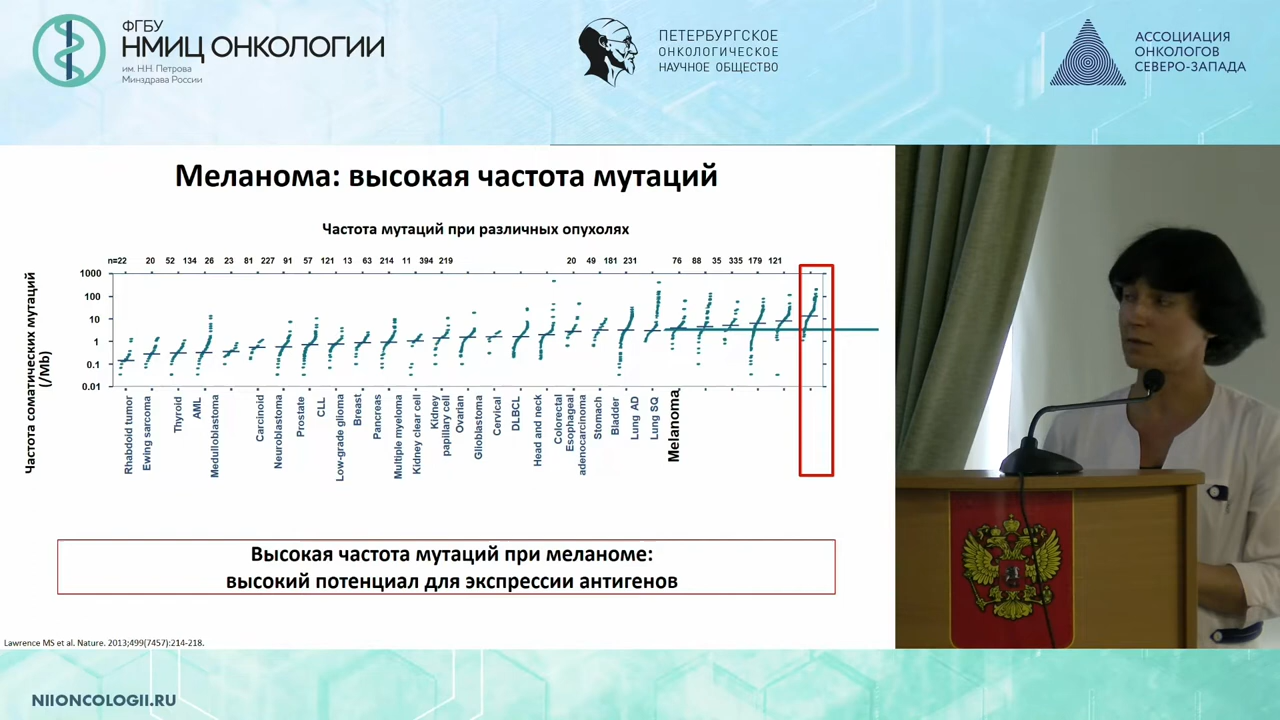 ФГБУ
НМИЦ ОНКОЛОГИИ
им. Н.Н. Петрова
Минздрава России
ПЕТЕРБУРГСКОЕ
ОНКОЛОГИЧЕСКОЕ
НАУЧНОЕ ОБЩЕСТВО
АССОЦИАЦИЯ
ОНКОЛОГОВ
СЕВЕРО-ЗАПАДА
Меланома: высокая частота мутаций
Частота мутаций при различных опухолях
n=22 20 52 134 26 23 81 227 91 57 121 13 63 214 11 394 219 20 49 181 231 76 88 35 335 179 121
Частота соматических мутаций
(/Mb)
1000
100
10
1
0.1
0.01
Rhabdoid tumor
Ewing sarcoma
Thyroid
AML
Medulloblastoma
Carcinoid
Neuroblastoma
Prostate
CLL
Low-grade glioma
Breast
Pancreas
Multiple myeloma
Kidney clear cell
Kidney
papillary cell
Ovarian
Glioblastoma
Cervical
DLBCL
Head and neck
Colorectal
Esophageal
adenocarcinoma
Stomach
Bladder
Lung AD
Lung SQ
Melanoma
Высокая частота мутаций при меланоме:
высокий потенциал для экспрессии антигенов
Lawrence MS et al. Nature. 2013;499(7457):214-218.
NIIONCOLOGII.RU